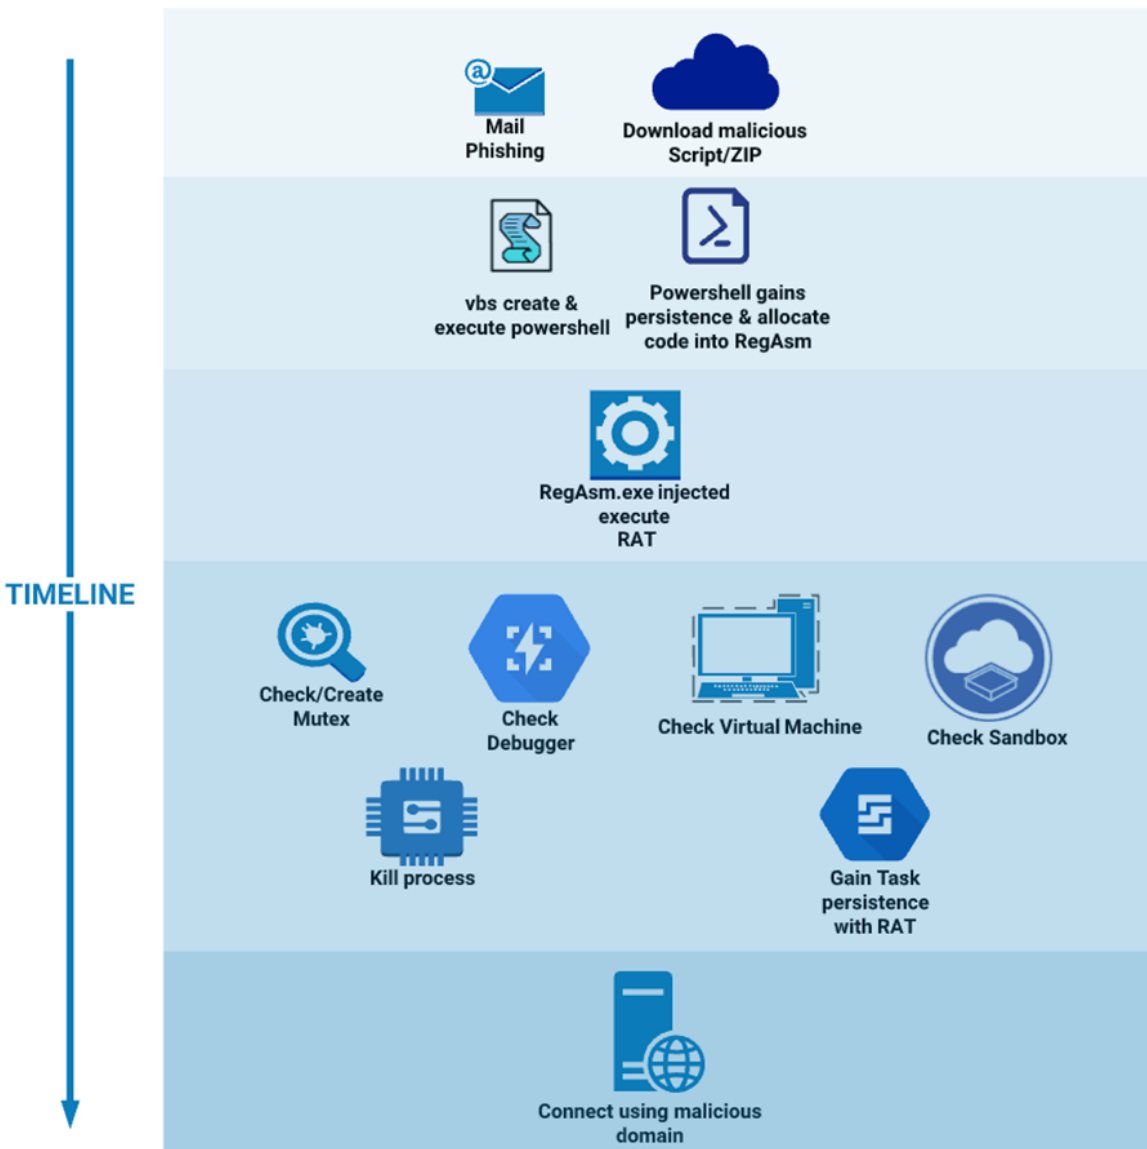 @
Mail
Phishing
Download malicious
Script/ZIP
vbs create &
execute powershell
Powershell gains
persistence & allocate
code into RegAsm
RegAsm.exe injected
execute
RAT
TIMELINE
Check/Create
Mutex
Check
Debugger
Check Virtual Machine
Check Sandbox
Kill process
Gain Task
persistence
with RAT
Connect using malicious
domain